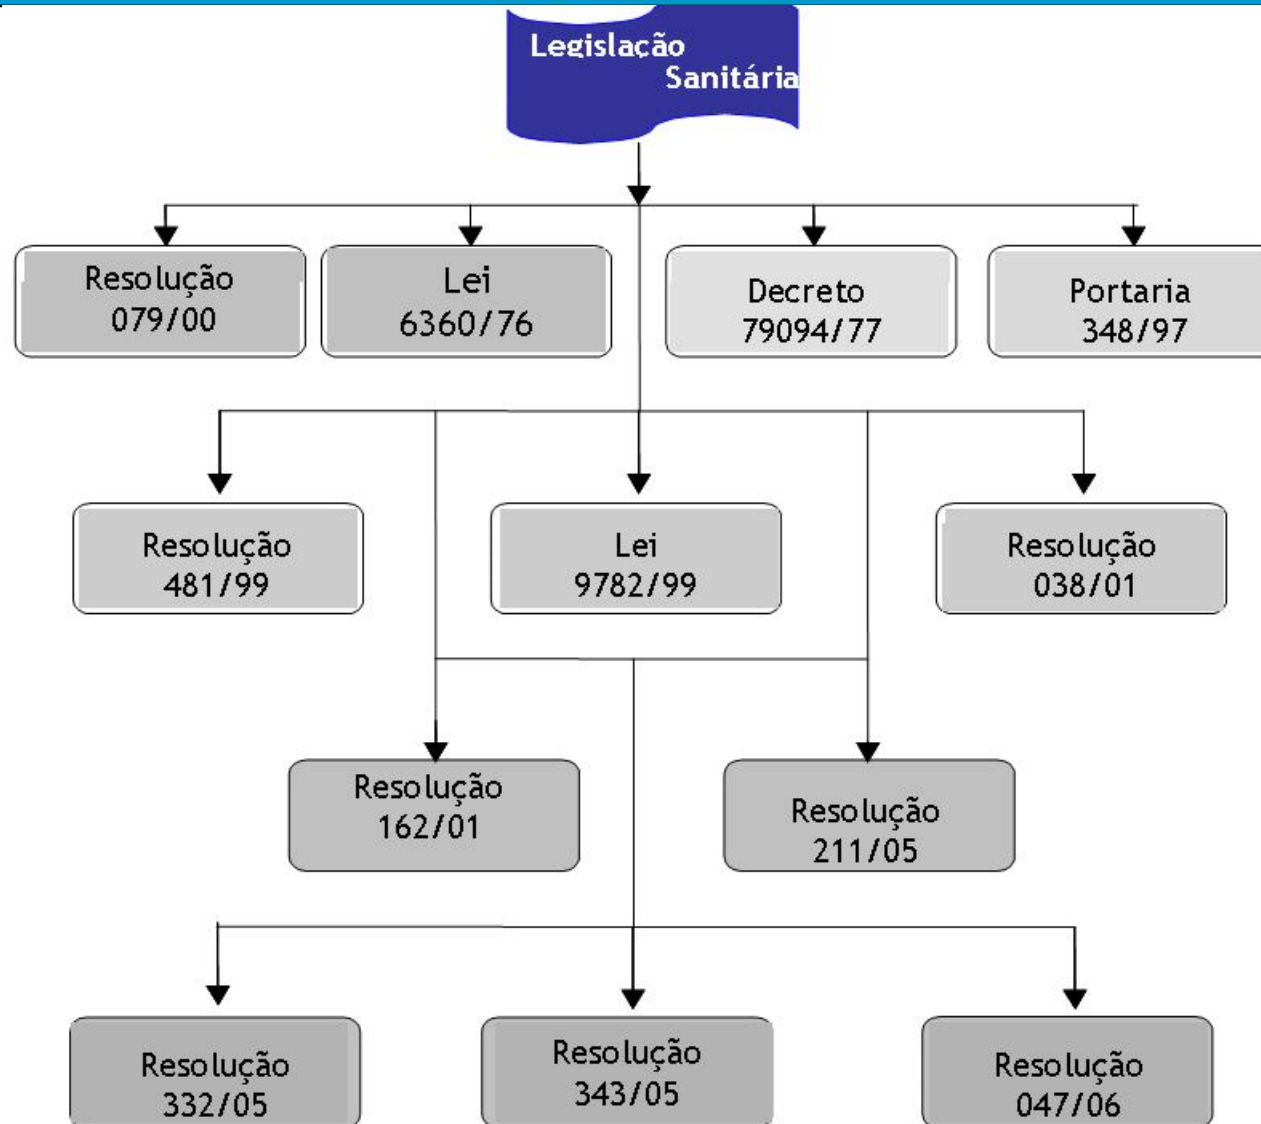 Legislação
Sanitária
Resolução
079/00
Lei
6360/76
Decreto
79094/77
Portaria
348/97
Resolução
481/99
Lei
9782/99
Resolução
038/01
Resolução
162/01
Resolução
211/05
Resolução
332/05
Resolução
343/05
Resolução
047/06